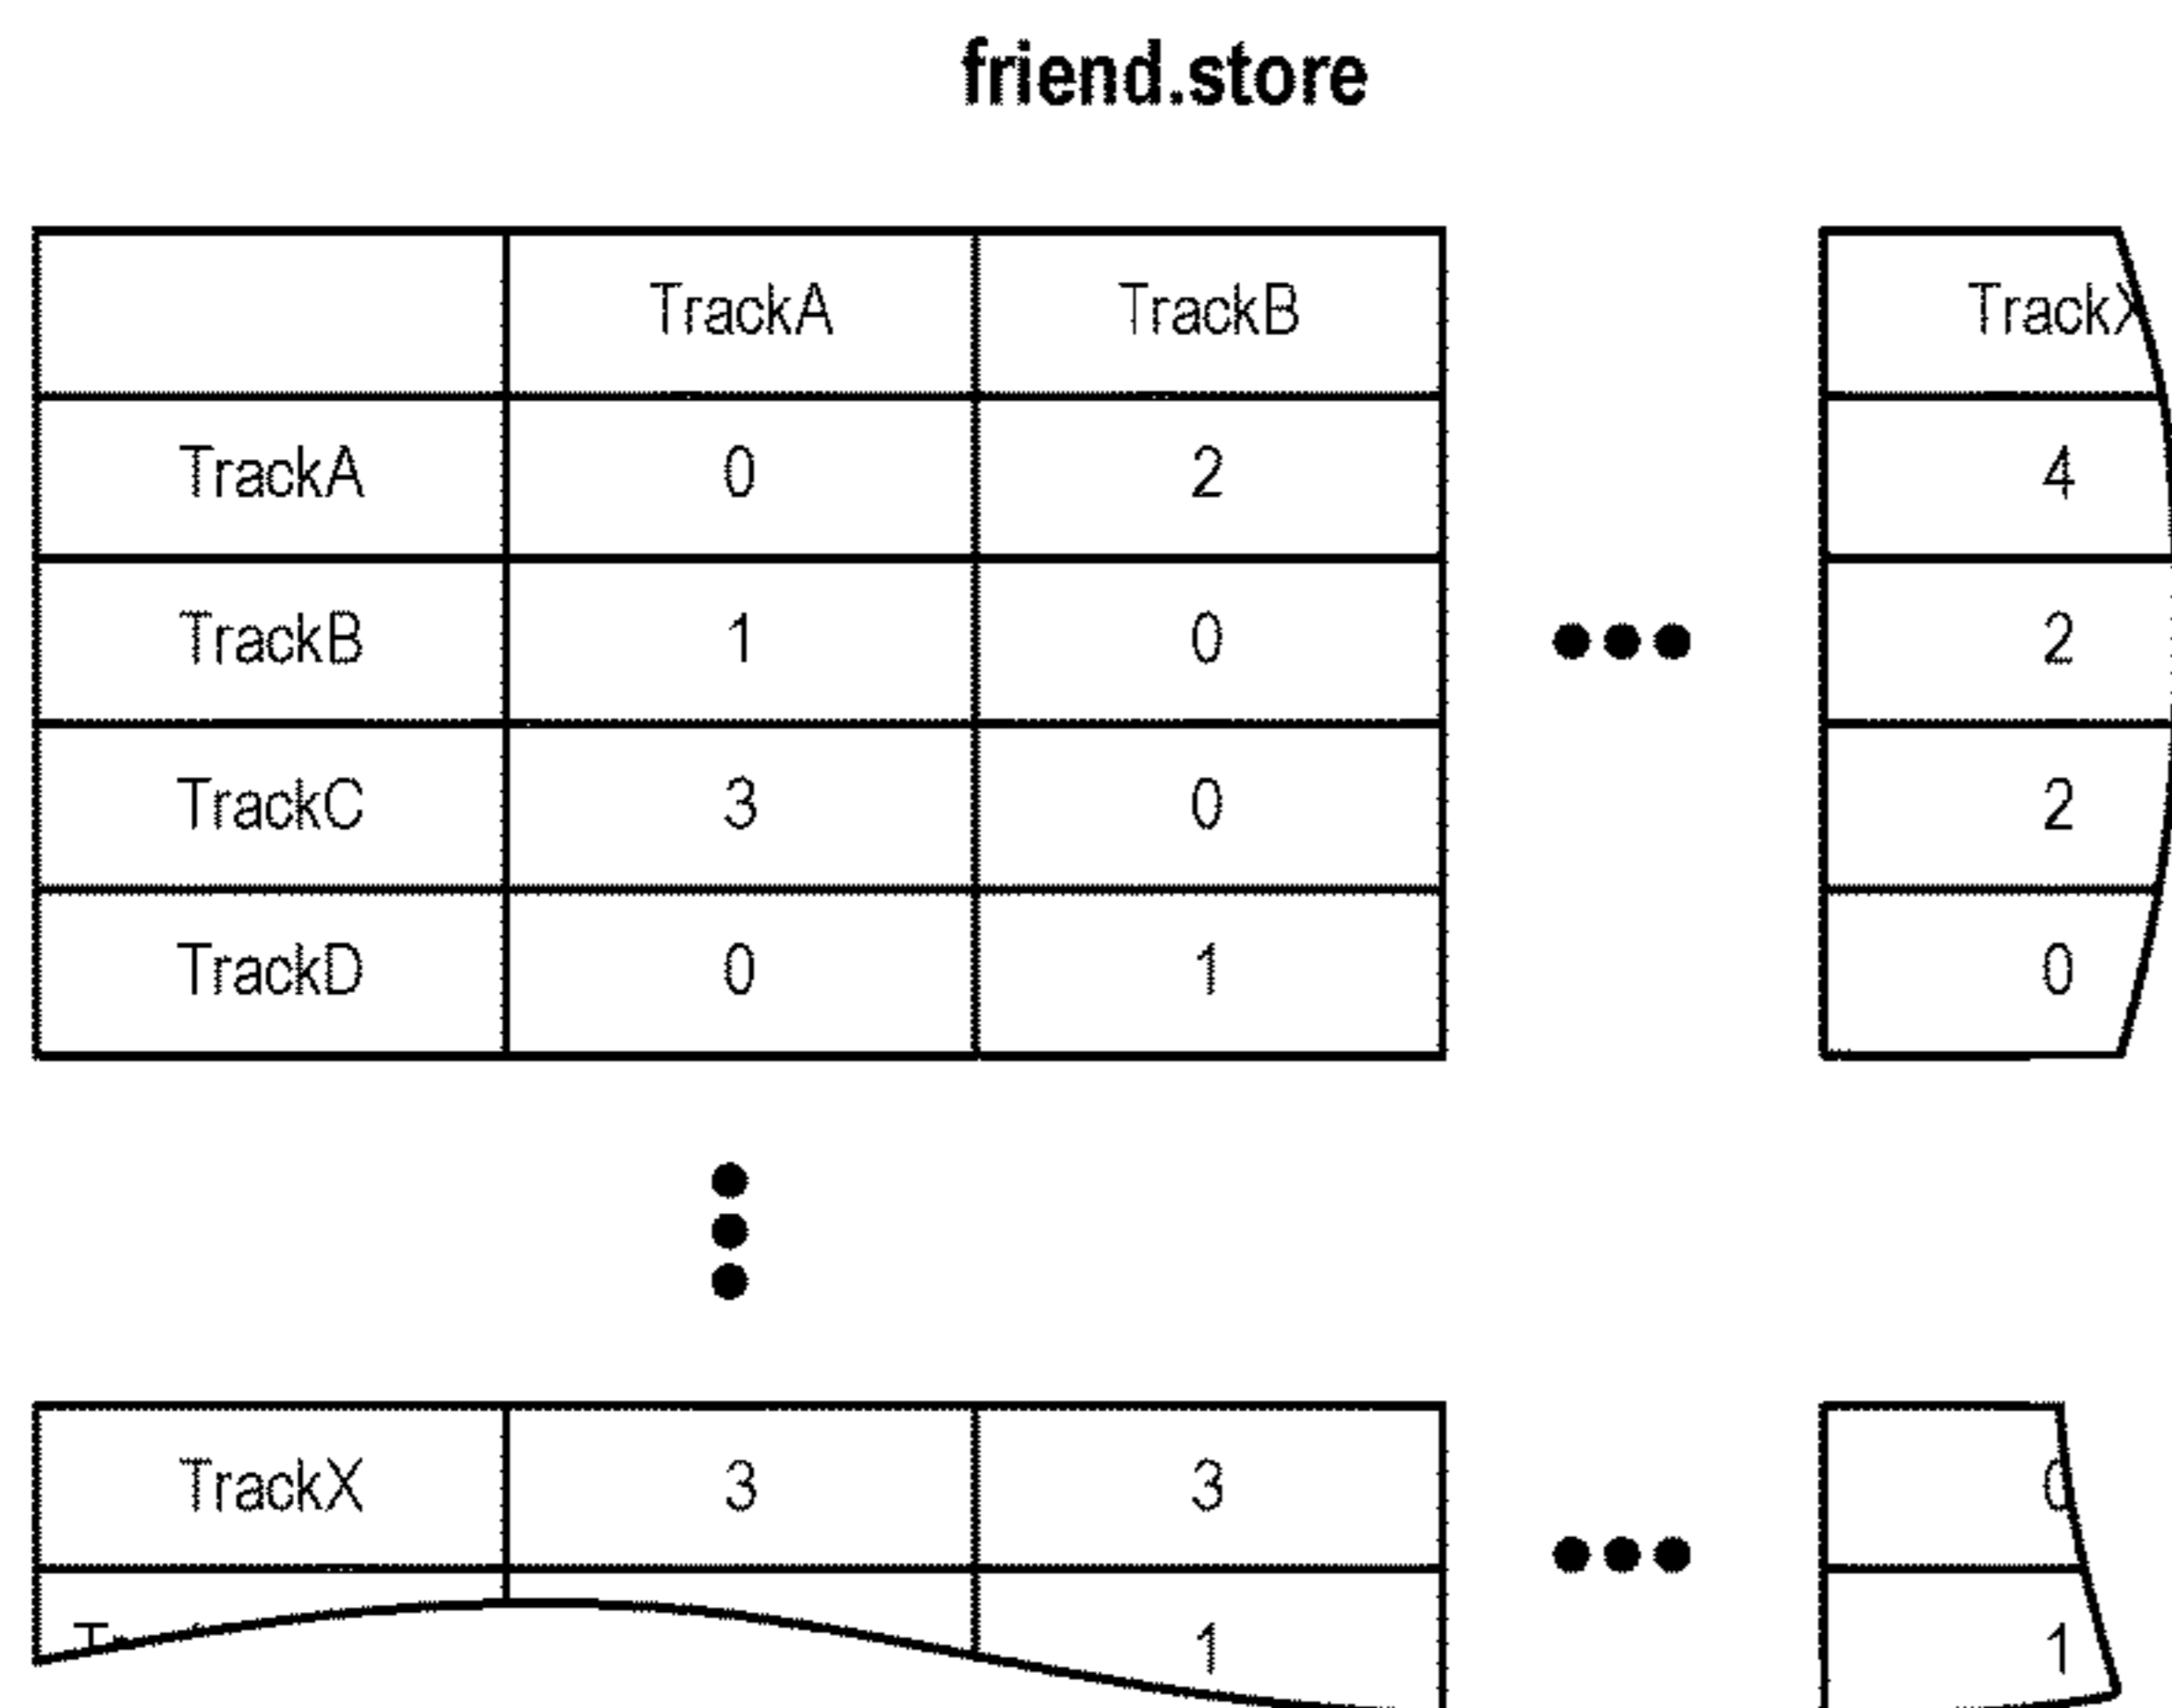 friend.store
TrackA TrackB TrackX
TrackA 0 2 4
TrackB 1 0 2
TrackC 3 0 2
TrackD 0 1 0
TrackX 3 3 0
1 1